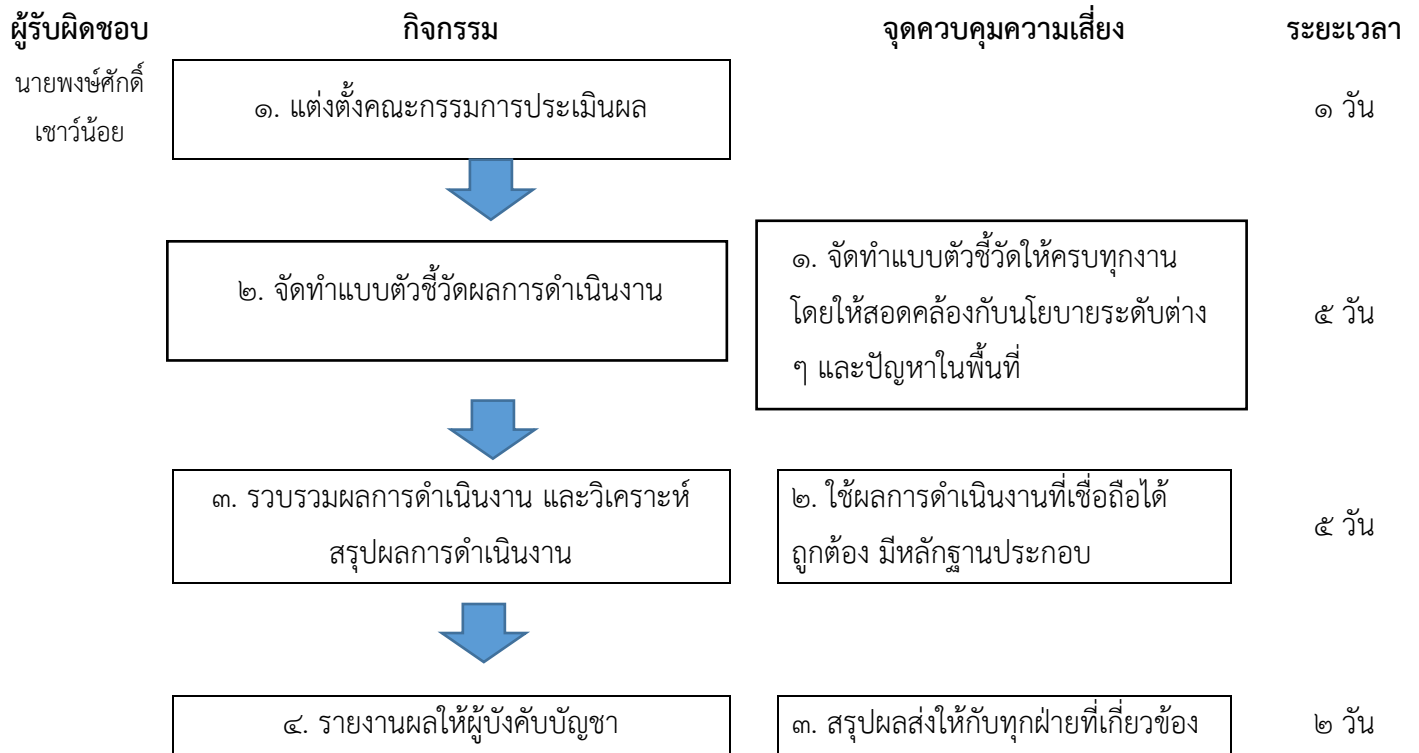 ผู้รับผิดชอบ กิจกรรม จุดควบคุมความเสี่ยง ระยะเวลา
นายพงษ์ศักดิ์
เชาว์น้อย
๑. แต่งตั้งคณะกรรมการประเมินผล
๑ วัน
๒. จัดทำแบบตัวชี้วัดผลการดำเนินงาน
๑. จัดทำแบบตัวชี้วัดให้ครบทุกงาน
โดยให้สอดคล้องกับนโยบายระดับต่าง
ๆ และปัญหาในพื้นที่
๕ วัน
๓. รวบรวมผลการดำเนินงาน และวิเคราะห์
สรุปผลการดำเนินงาน
๒. ใช้ผลการดำเนินงานที่เชื่อถือได้
ถูกต้อง มีหลักฐานประกอบ
๕ วัน
๔. รายงานผลให้ผู้บังคับบัญชา
๓. สรุปผลส่งให้กับทุกฝ่ายที่เกี่ยวข้อง
๒ วัน